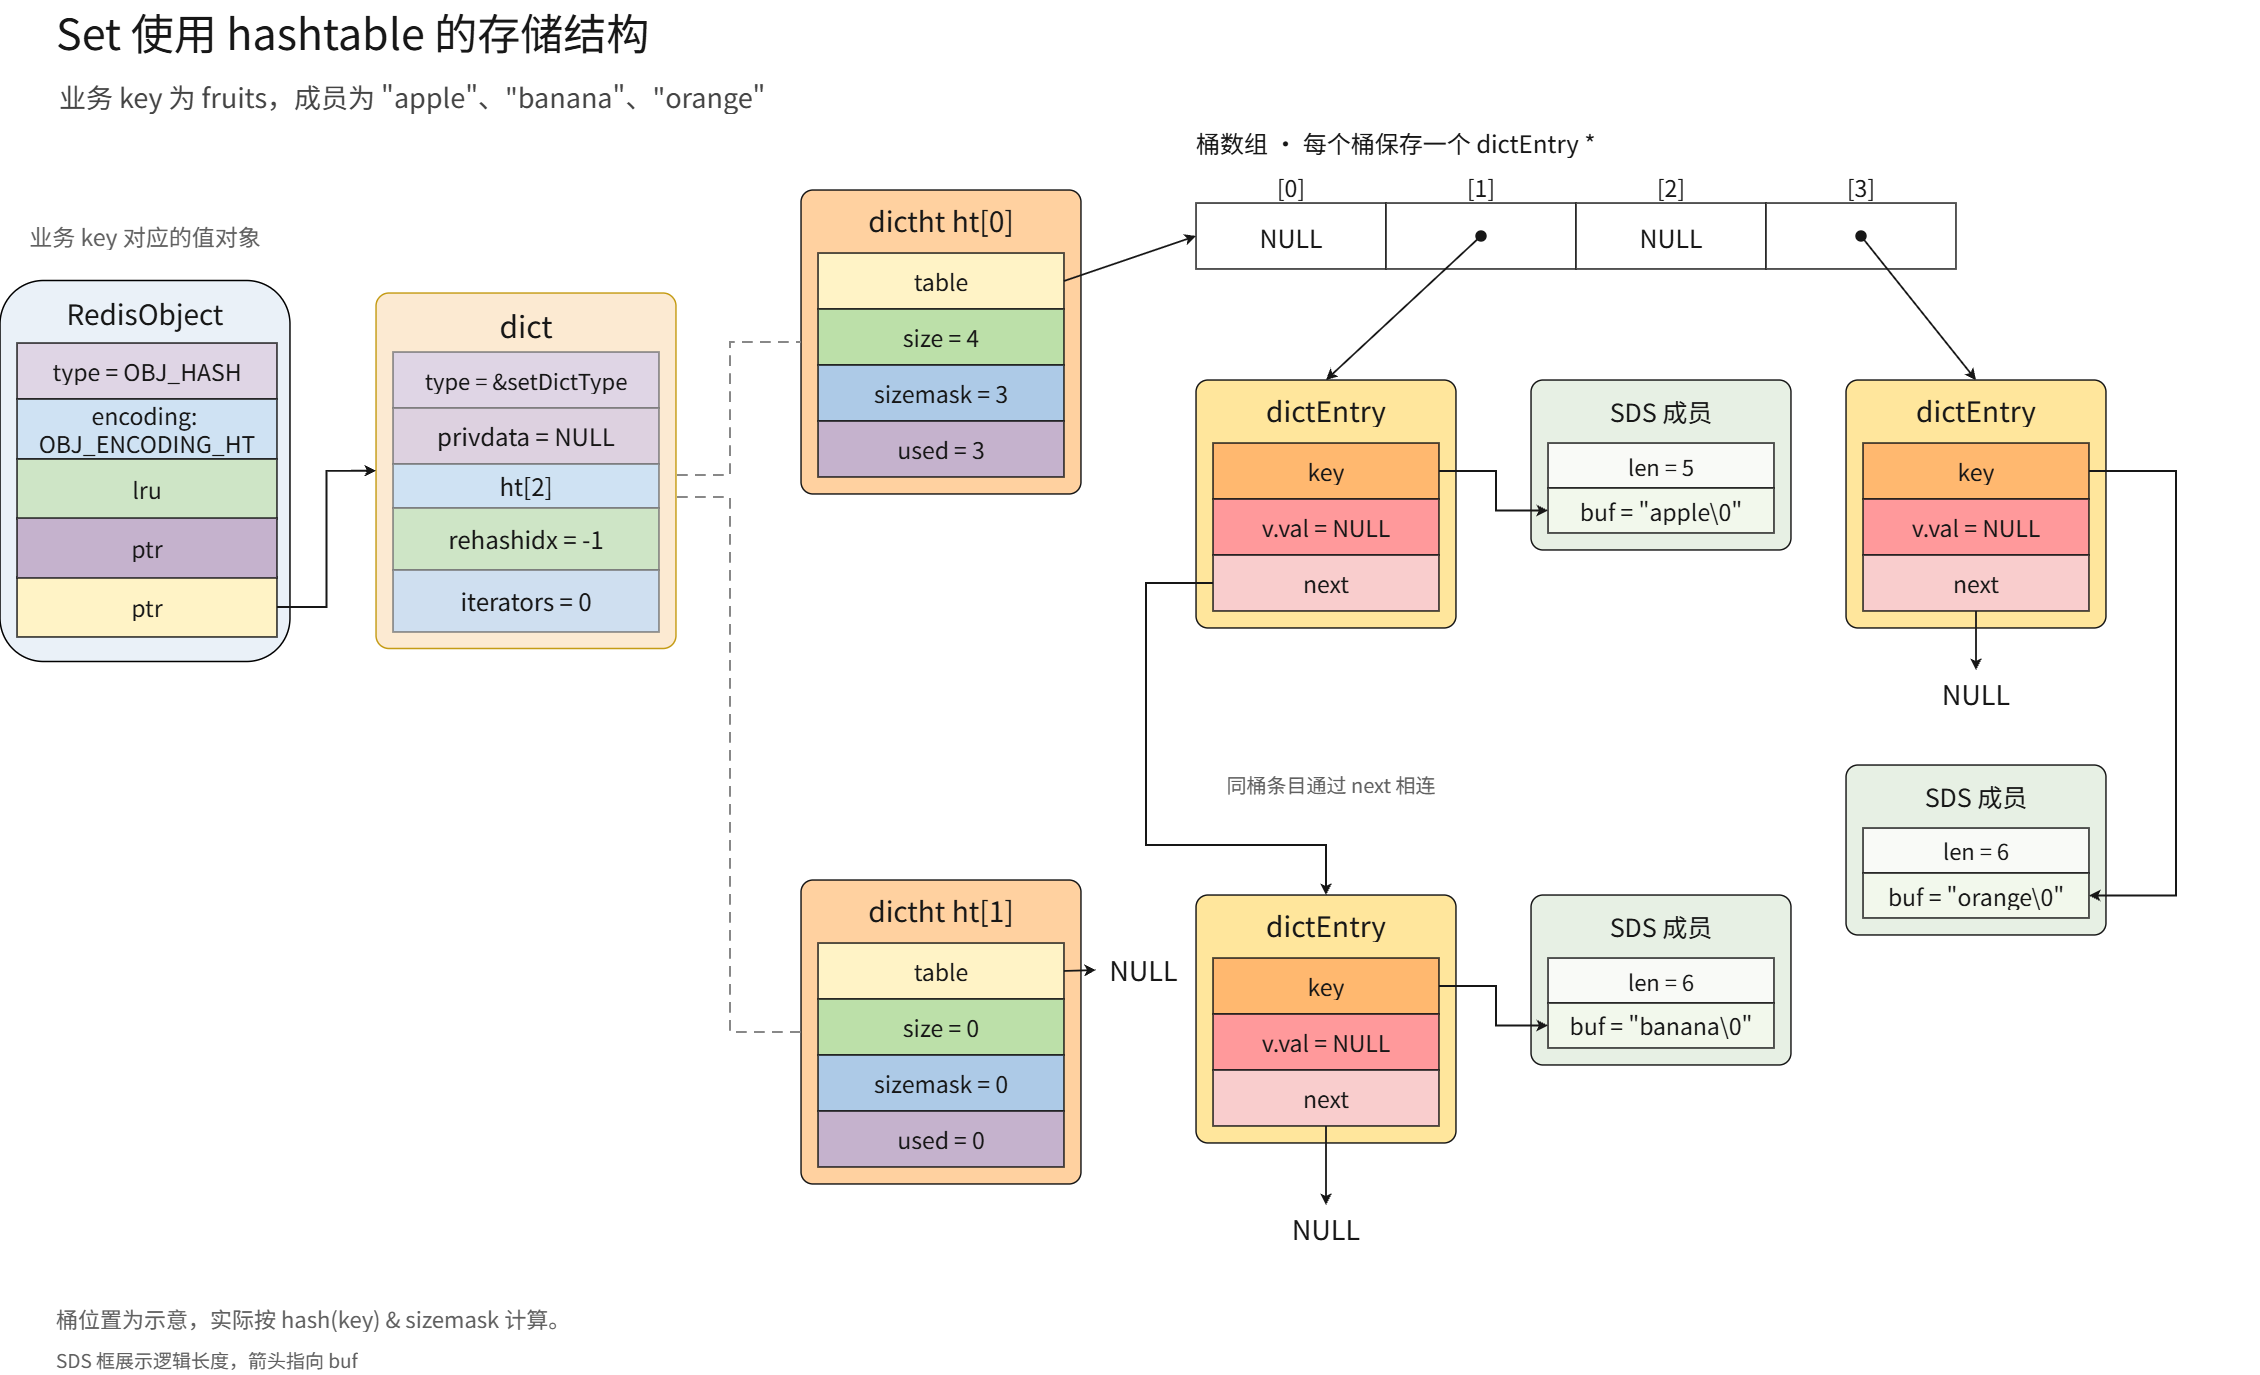 Set 使用 hashtable 的存储结构
业务 key 为 fruits，成员为 "apple"、"banana"、"orange"
业务 key 对应的值对象
RedisObject
type = OBJ_HASH
encoding:
OBJ_ENCODING_HT
lru
ptr
ptr
dict
type = &setDictType
privdata = NULL
ht[2]
rehashidx = -1
iterators = 0
dictht ht[0]
table
size = 4
sizemask = 3
used = 3
桶数组 · 每个桶保存一个 dictEntry *
[0] [1] [2] [3]
NULL NULL
dictEntry
key
v.val = NULL
next
SDS 成员
len = 5
buf = "apple\0"
dictEntry
key
v.val = NULL
next
NULL
SDS 成员
len = 6
buf = "orange\0"
同桶条目通过 next 相连
dictht ht[1]
table
size = 0
sizemask = 0
used = 0
NULL
dictEntry
key
v.val = NULL
next
NULL
SDS 成员
len = 6
buf = "banana\0"
桶位置为示意，实际按 hash(key) & sizemask 计算。
SDS 框展示逻辑长度，箭头指向 buf